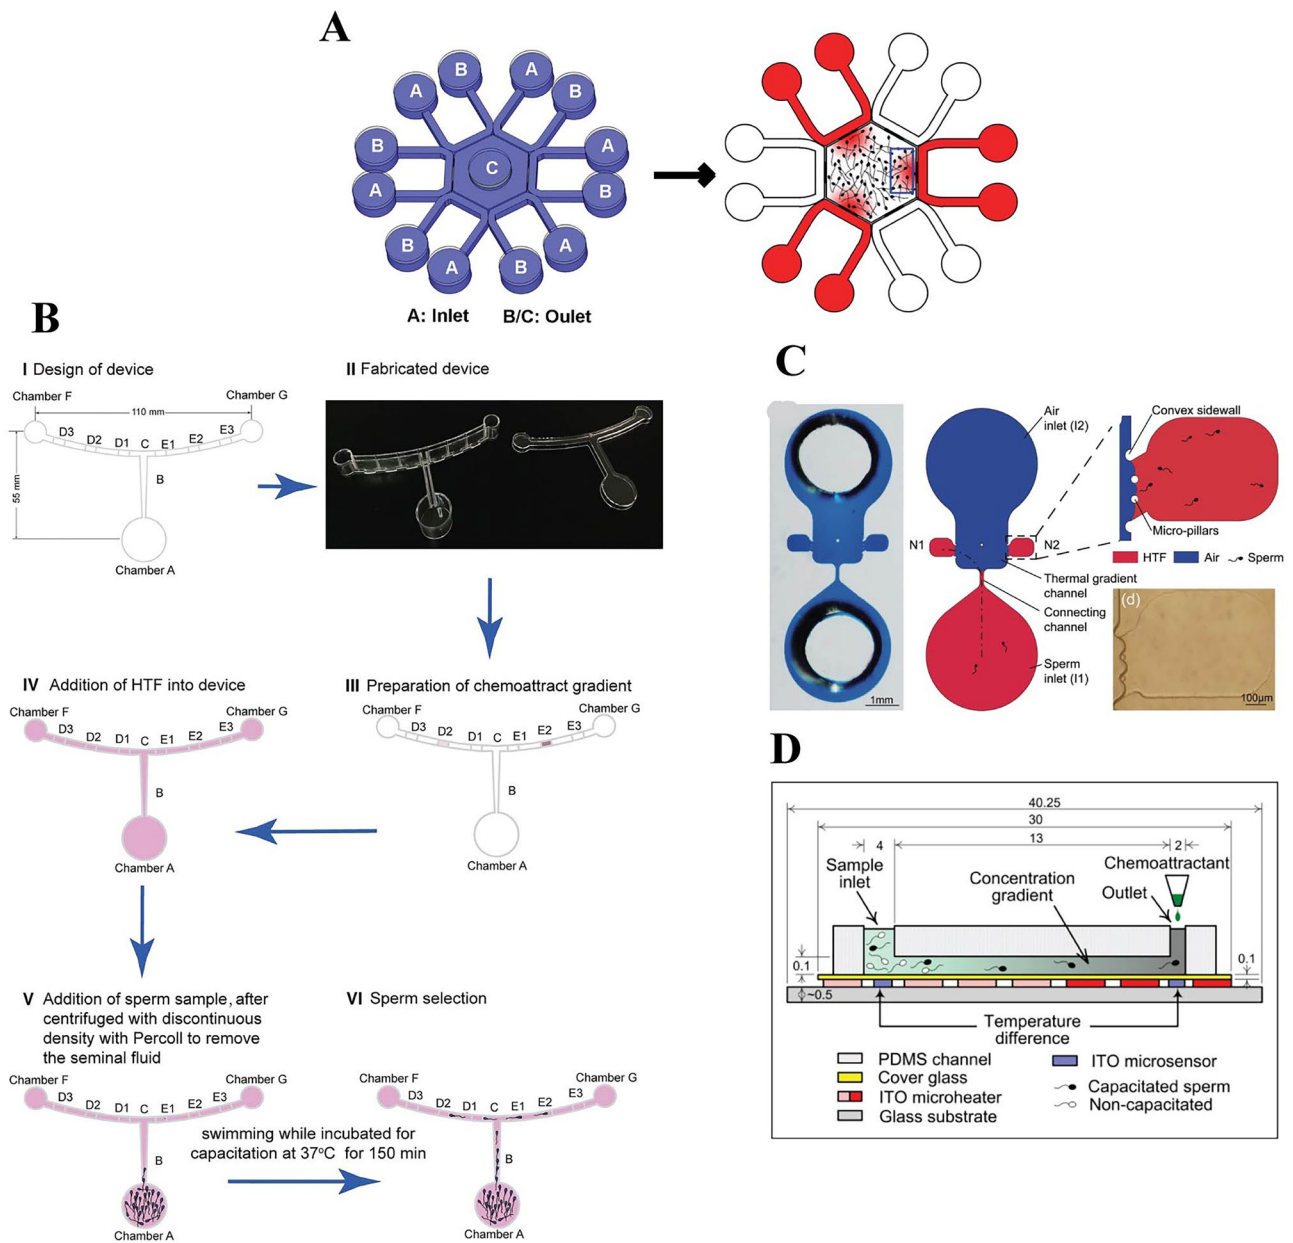 A
B
A
A
B
B
A
C
A
B
B
A
A
B
A: Inlet
B/C: Oulet
B
I Design of device
Chamber F
Chamber G
110 mm
D3
D2
D1
C
E1
E2
E3
55 mm
B
Chamber A
II Fabricated device
IV Addition of HTF into device
Chamber F
Chamber G
D3
D2
D1
C
E1
E2
E3
B
Chamber A
III Preparation of chemoattract gradient
Chamber F
Chamber G
D3
D2
D1
C
E1
E2
E3
B
Chamber A
V Addition of sperm sample, after
centrifuged with discontinuous
density with Percoll to remove
the seminal fluid
Chamber F
Chamber G
D3
D2
D1
C
E1
E2
E3
B
Chamber A
swimming while incubated for
capacitation at 37°C for 150 min
VI Sperm selection
Chamber F
Chamber G
D3
D2
D1
C
E1
E2
E3
B
Chamber A
C
1mm
Air
inlet (I2)
N1
N2
Thermal gradient
channel
Connecting
channel
Sperm
inlet (I1)
Convex sidewall
Micro-pillars
HTF
Air
Sperm
(d)
100μm
D
40.25
30
4
13
2
Sample
inlet
Concentration
gradient
Chemoattractant
Outlet
0.1
0.1
~0.5
Temperature
difference
PDMS channel
Cover glass
ITO microheater
Glass substrate
ITO microsensor
Capacitated sperm
Non-capacitated